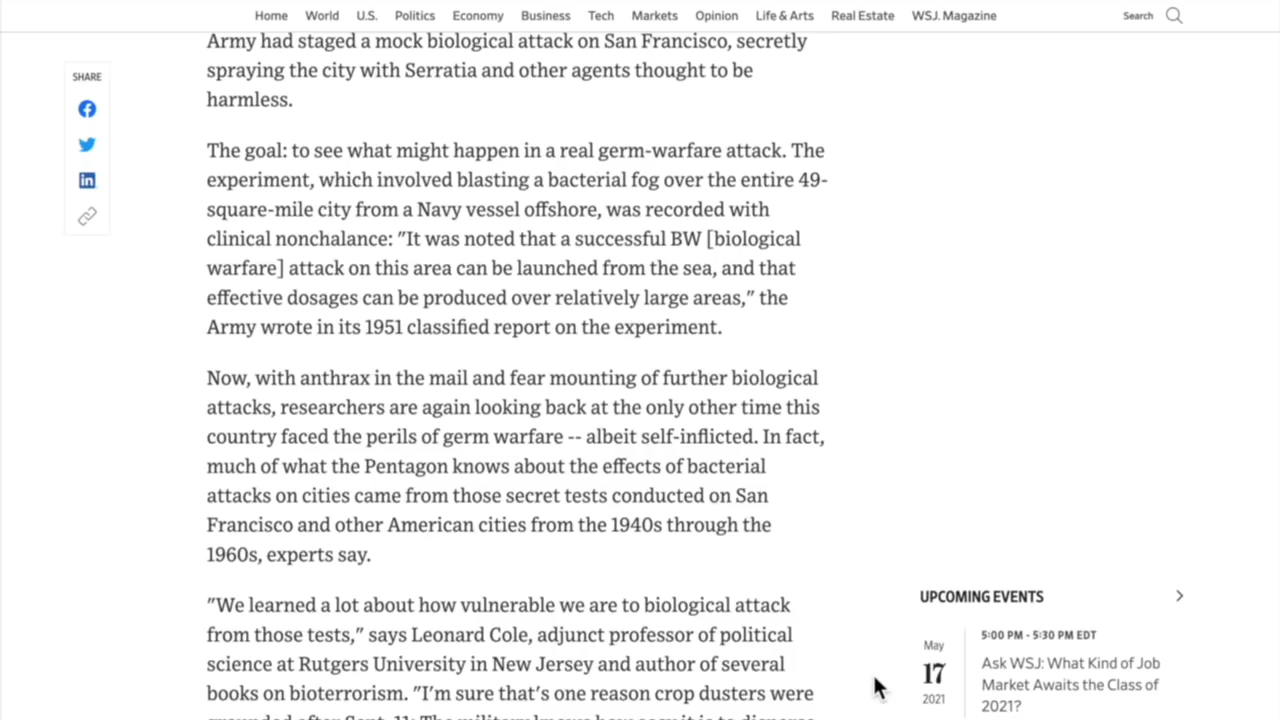 Home World U.S. Politics Economy Business Tech Markets Opinion Life & Arts Real Estate WSJ. Magazine Search
SHARE
Army had staged a mock biological attack on San Francisco, secretly
spraying the city with Serratia and other agents thought to be
harmless.
The goal: to see what might happen in a real germ-warfare attack. The
experiment, which involved blasting a bacterial fog over the entire 49-
square-mile city from a Navy vessel offshore, was recorded with
clinical nonchalance: "It was noted that a successful BW [biological
warfare] attack on this area can be launched from the sea, and that
effective dosages can be produced over relatively large areas," the
Army wrote in its 1951 classified report on the experiment.
Now, with anthrax in the mail and fear mounting of further biological
attacks, researchers are again looking back at the only other time this
country faced the perils of germ warfare -- albeit self-inflicted. In fact,
much of what the Pentagon knows about the effects of bacterial
attacks on cities came from those secret tests conducted on San
Francisco and other American cities from the 1940s through the
1960s, experts say.
"We learned a lot about how vulnerable we are to biological attack
from those tests," says Leonard Cole, adjunct professor of political
science at Rutgers University in New Jersey and author of several
books on bioterrorism. "I'm sure that's one reason crop dusters were
UPCOMING EVENTS
May
17
2021
5:00 PM - 5:30 PM EDT
Ask WSJ: What Kind of Job
Market Awaits the Class of
2021?